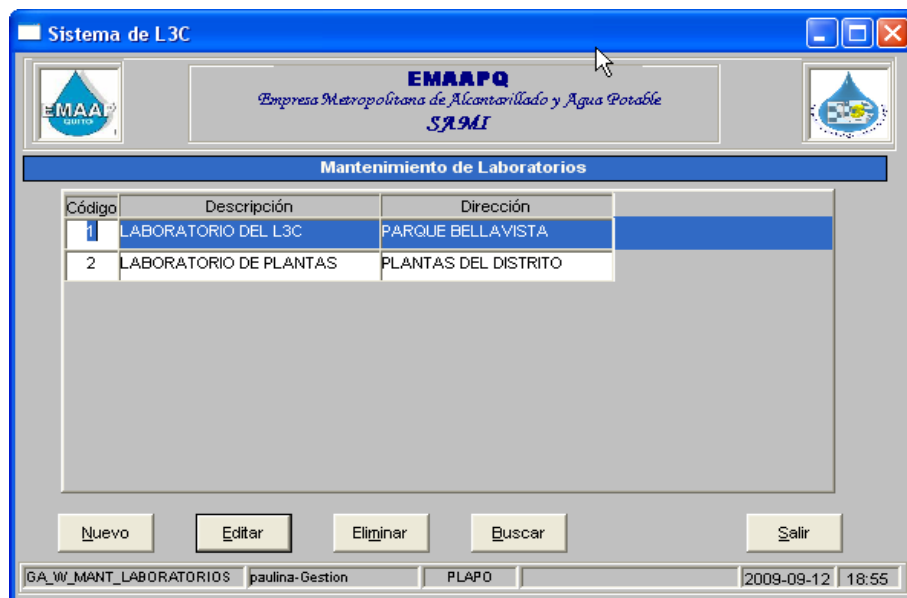 Sistema de L3C
EMAAP
QUITO
EMAAPQ
Empresa Metropolitana de Alcantarillado y Agua Potable
SAMI
Mantenimiento de Laboratorios
Código Descripción Dirección
1 LABORATORIO DEL L3C PARQUE BELLAVISTA
2 LABORATORIO DE PLANTAS PLANTAS DEL DISTRITO
Nuevo Editar Eliminar Buscar Salir
GA_W_MANT_LABORATORIOS paulina-Gestion PLAPO 2009-09-12 18:55